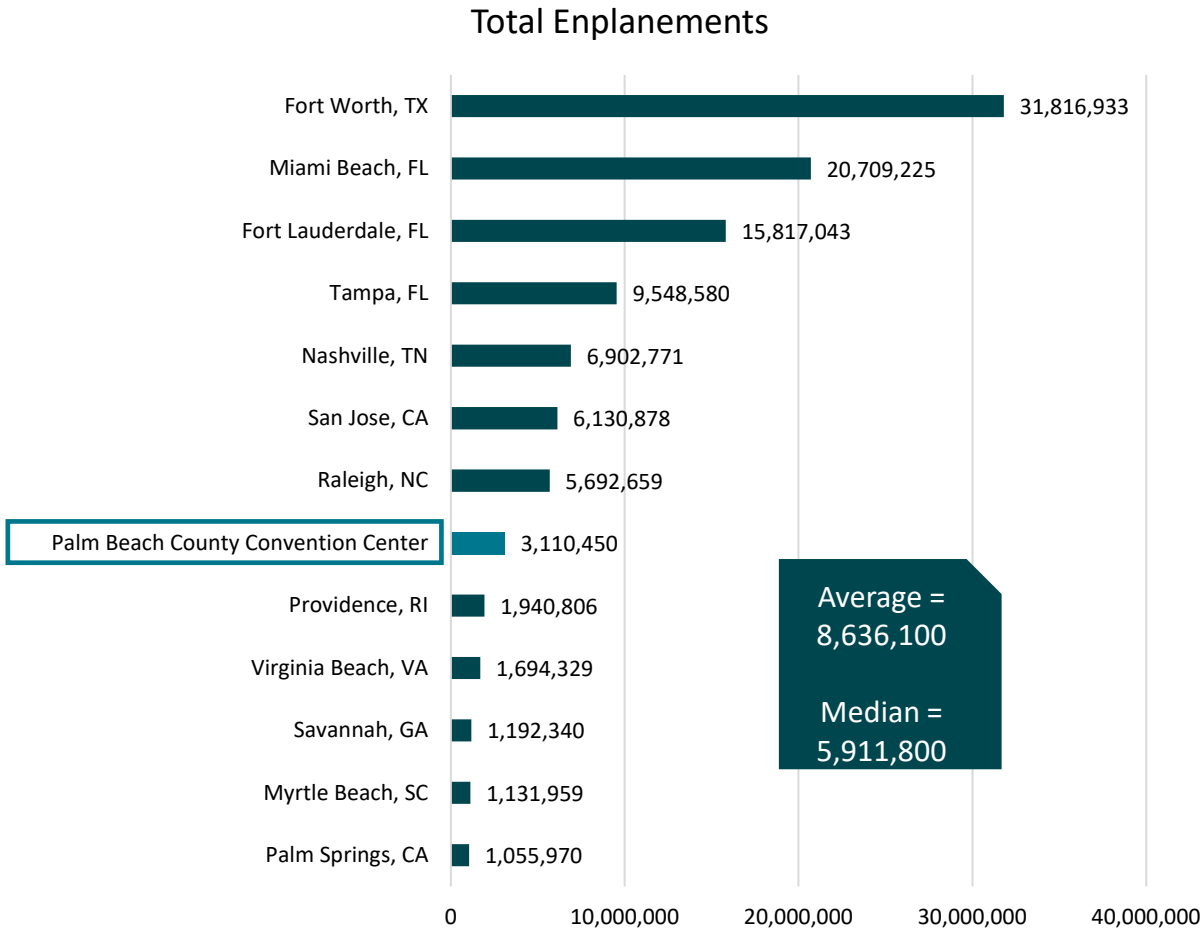 Total Enplanements
Fort Worth, TX 31,816,933
Miami Beach, FL 20,709,225
Fort Lauderdale, FL 15,817,043
Tampa, FL 9,548,580
Nashville, TN 6,902,771
San Jose, CA 6,130,878
Raleigh, NC 5,692,659
Palm Beach County Convention Center 3,110,450
Providence, RI 1,940,806
Virginia Beach, VA 1,694,329
Savannah, GA 1,192,340
Myrtle Beach, SC 1,131,959
Palm Springs, CA 1,055,970
Average =
8,636,100
Median =
5,911,800
0 10,000,000 20,000,000 30,000,000 40,000,000